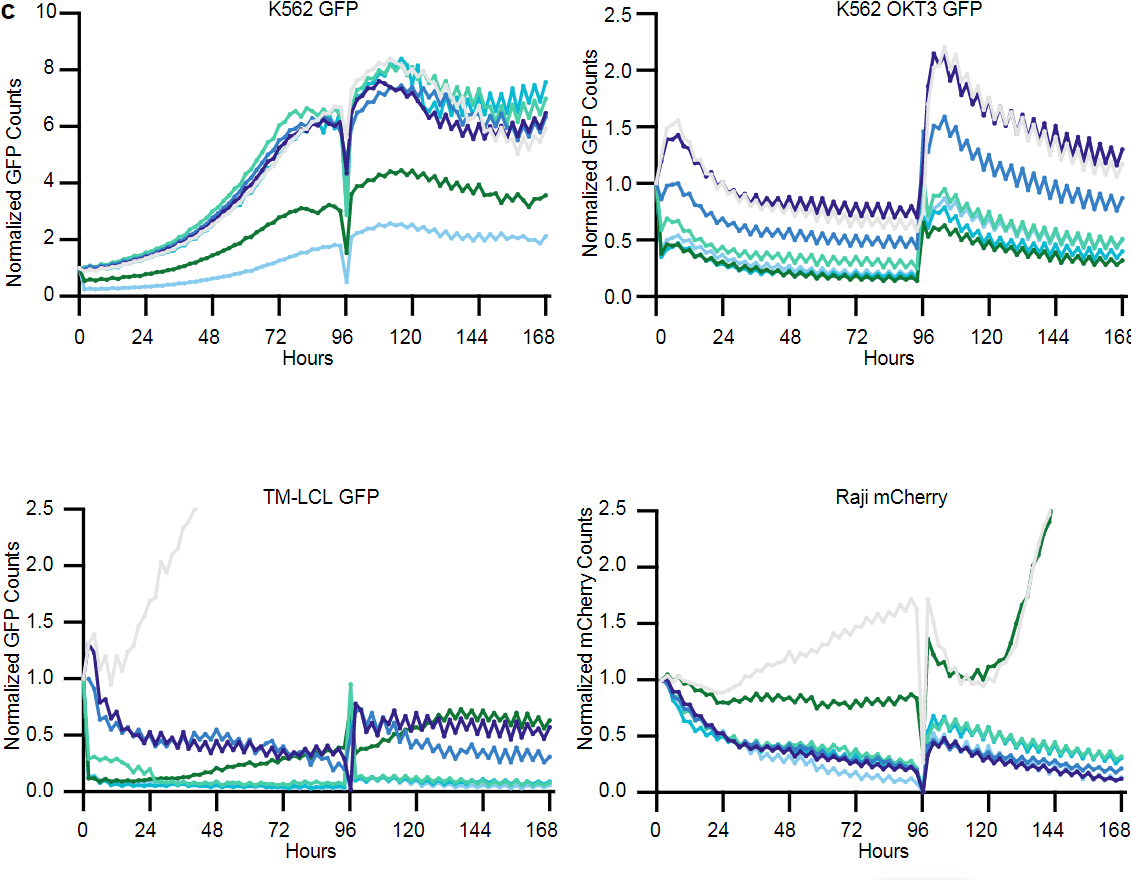 c
K562 GFP
Normalized GFP Counts
10
8
6
4
2
0
0 24 48 72 96 120 144 168
Hours
K562 OKT3 GFP
Normalized GFP Counts
2.5
2.0
1.5
1.0
0.5
0.0
0 24 48 72 96 120 144 168
Hours
TM-LCL GFP
Normalized GFP Counts
2.5
2.0
1.5
1.0
0.5
0.0
0 24 48 72 96 120 144 168
Hours
Raji mCherry
Normalized mCherry Counts
2.5
2.0
1.5
1.0
0.5
0.0
0 24 48 72 96 120 144 168
Hours